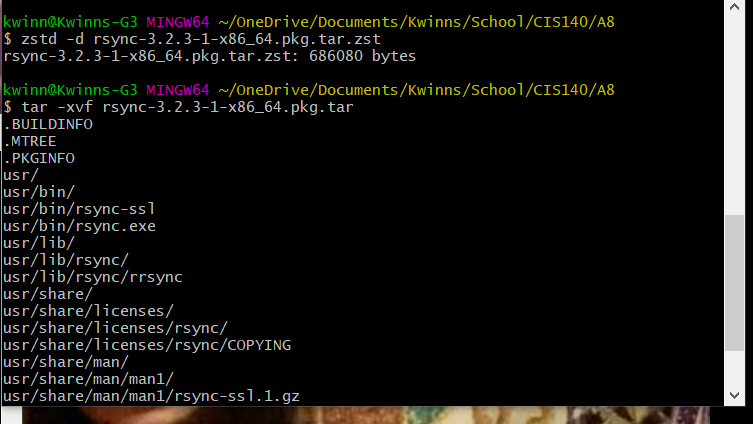 kwinn@Kwinns-G3 MINGW64 ~/OneDrive/Documents/Kwinns/School/CIS140/A8
$ zstd -d rsync-3.2.3-1-x86_64.pkg.tar.zst
rsync-3.2.3-1-x86_64.pkg.tar.zst: 686080 bytes
kwinn@Kwinns-G3 MINGW64 ~/OneDrive/Documents/Kwinns/School/CIS140/A8
$ tar -xvf rsync-3.2.3-1-x86_64.pkg.tar
.BUILDINFO
.MTREE
.PKGINFO
usr/
usr/bin/
usr/bin/rsync-ssl
usr/bin/rsync.exe
usr/lib/
usr/lib/rsync/
usr/lib/rsync/rrsync
usr/share/
usr/share/licenses/
usr/share/licenses/rsync/
usr/share/licenses/rsync/COPYING
usr/share/man/
usr/share/man/man1/
usr/share/man/man1/rsync-ssl.1.gz